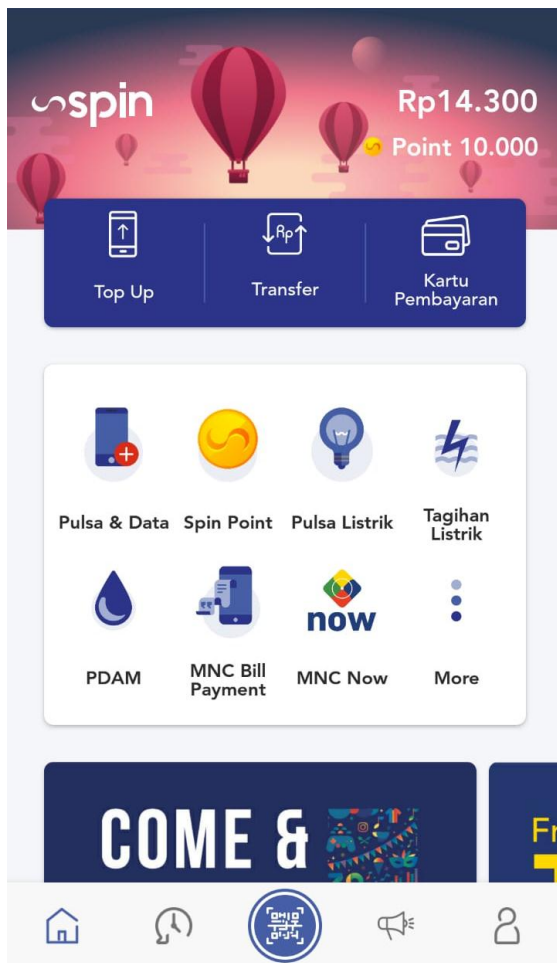 spin
Rp14.300
Point 10.000
Top Up
Transfer
Kartu
Pembayaran
Pulsa & Data
Spin Point
Pulsa Listrik
Tagihan
Listrik
PDAM
MNC Bill
Payment
now
MNC Now
More
COME &
Fr